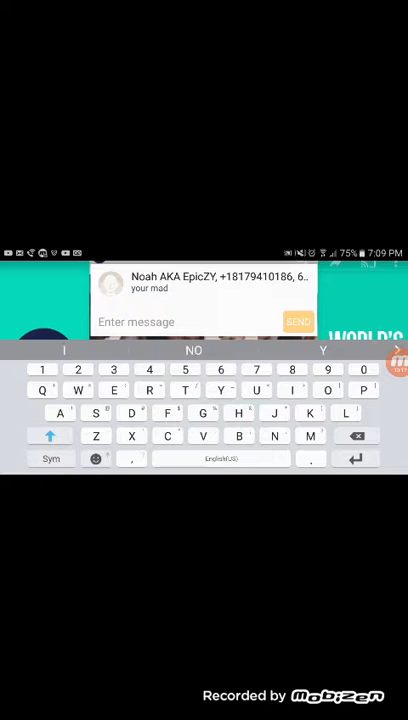 75% 7:09 PM
Noah AKA EpicZY, +18179410186, 6..
your mad
Enter message
SEND
WORLD'S
I NO Y
1 2 3 4 5 6 7 8 9 0
Q W E R T Y U I O P
A S D F G H J K L
Z X C V B N M
Sym , English(US) .
Recorded by MOBIZEN